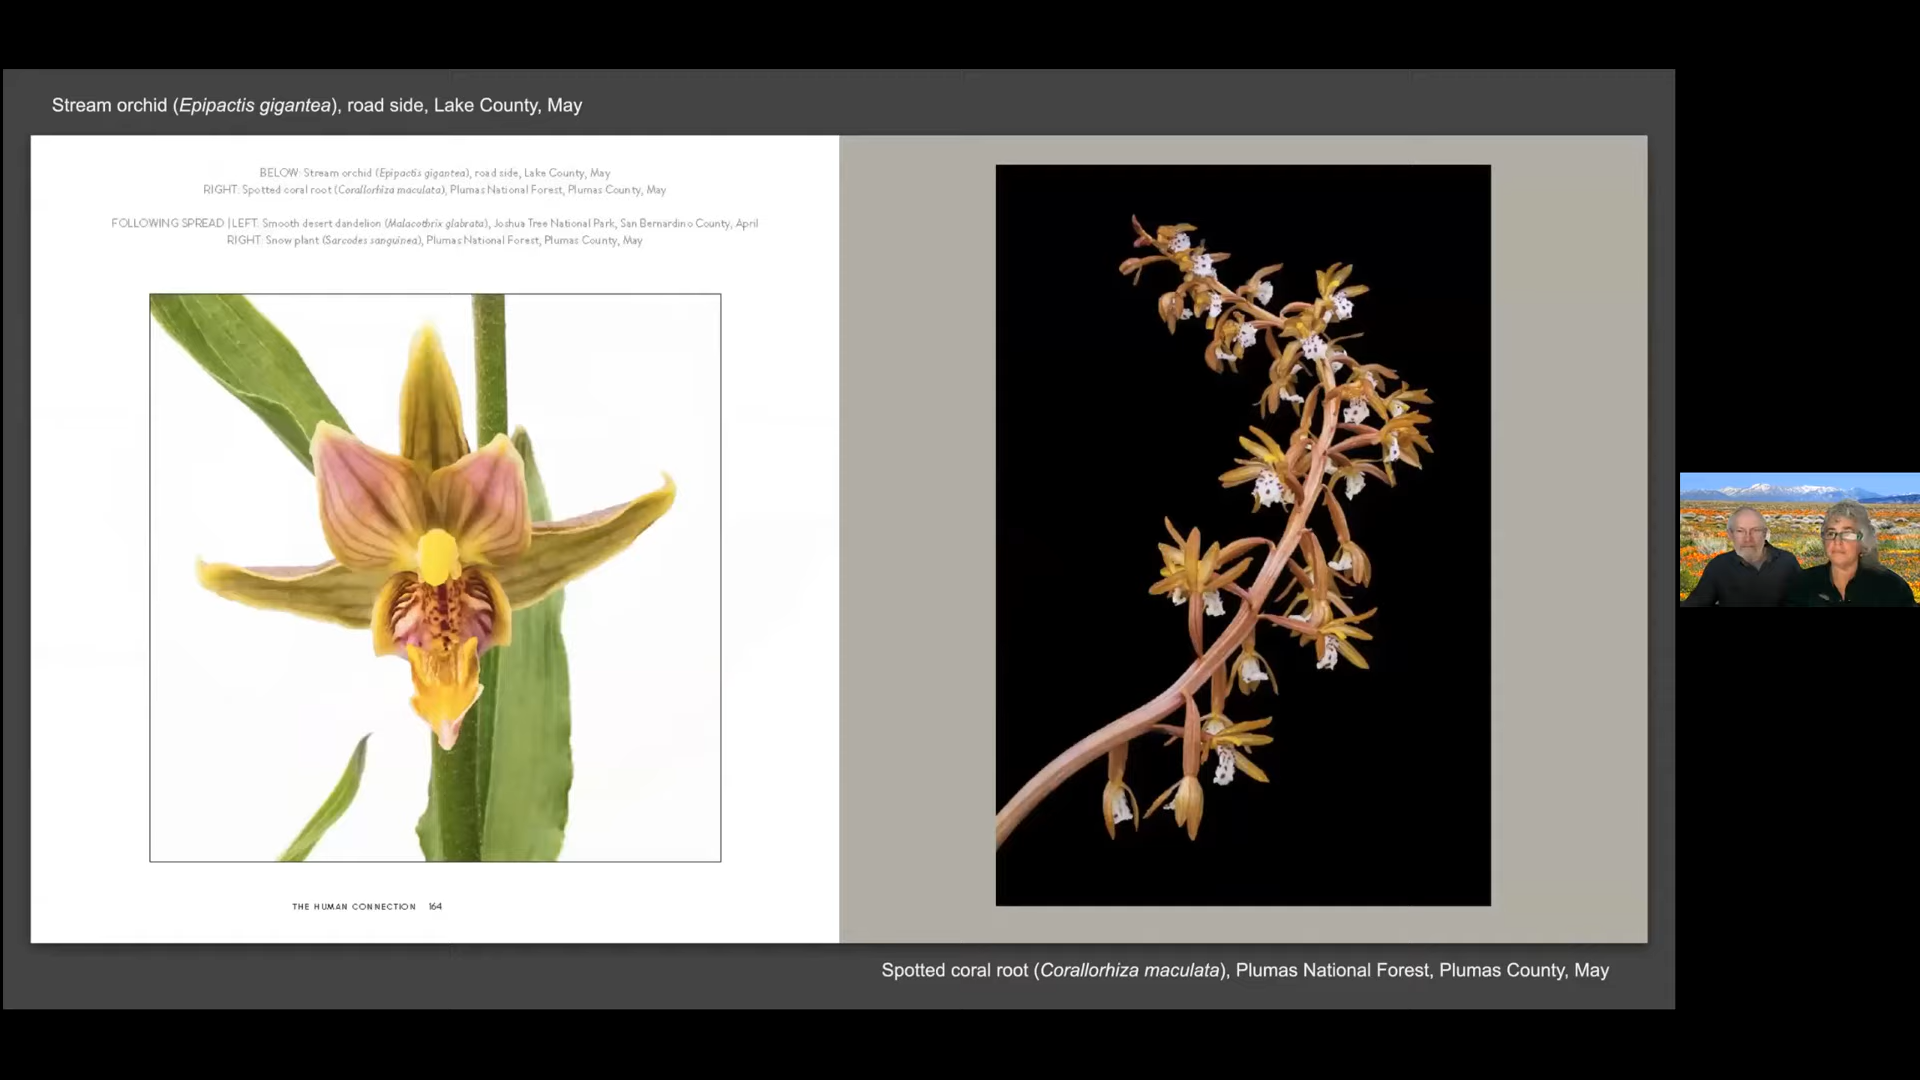 Stream orchid (Epipactis gigantea), road side, Lake County, May
BELOW: Stream orchid (Epipactis gigantea), road side, Lake County, May
RIGHT: Spotted coral root (Corallorhiza maculata), Plumas National Forest, Plumas County, May
FOLLOWING SPREAD | LEFT: Smooth desert dandelion (Malacothrix glabrata), Joshua Tree National Park, San Bernardino County, April
RIGHT: Snow plant (Sarcodes sanguinea), Plumas National Forest, Plumas County, May
THE HUMAN CONNECTION 164
Spotted coral root (Corallorhiza maculata), Plumas National Forest, Plumas County, May